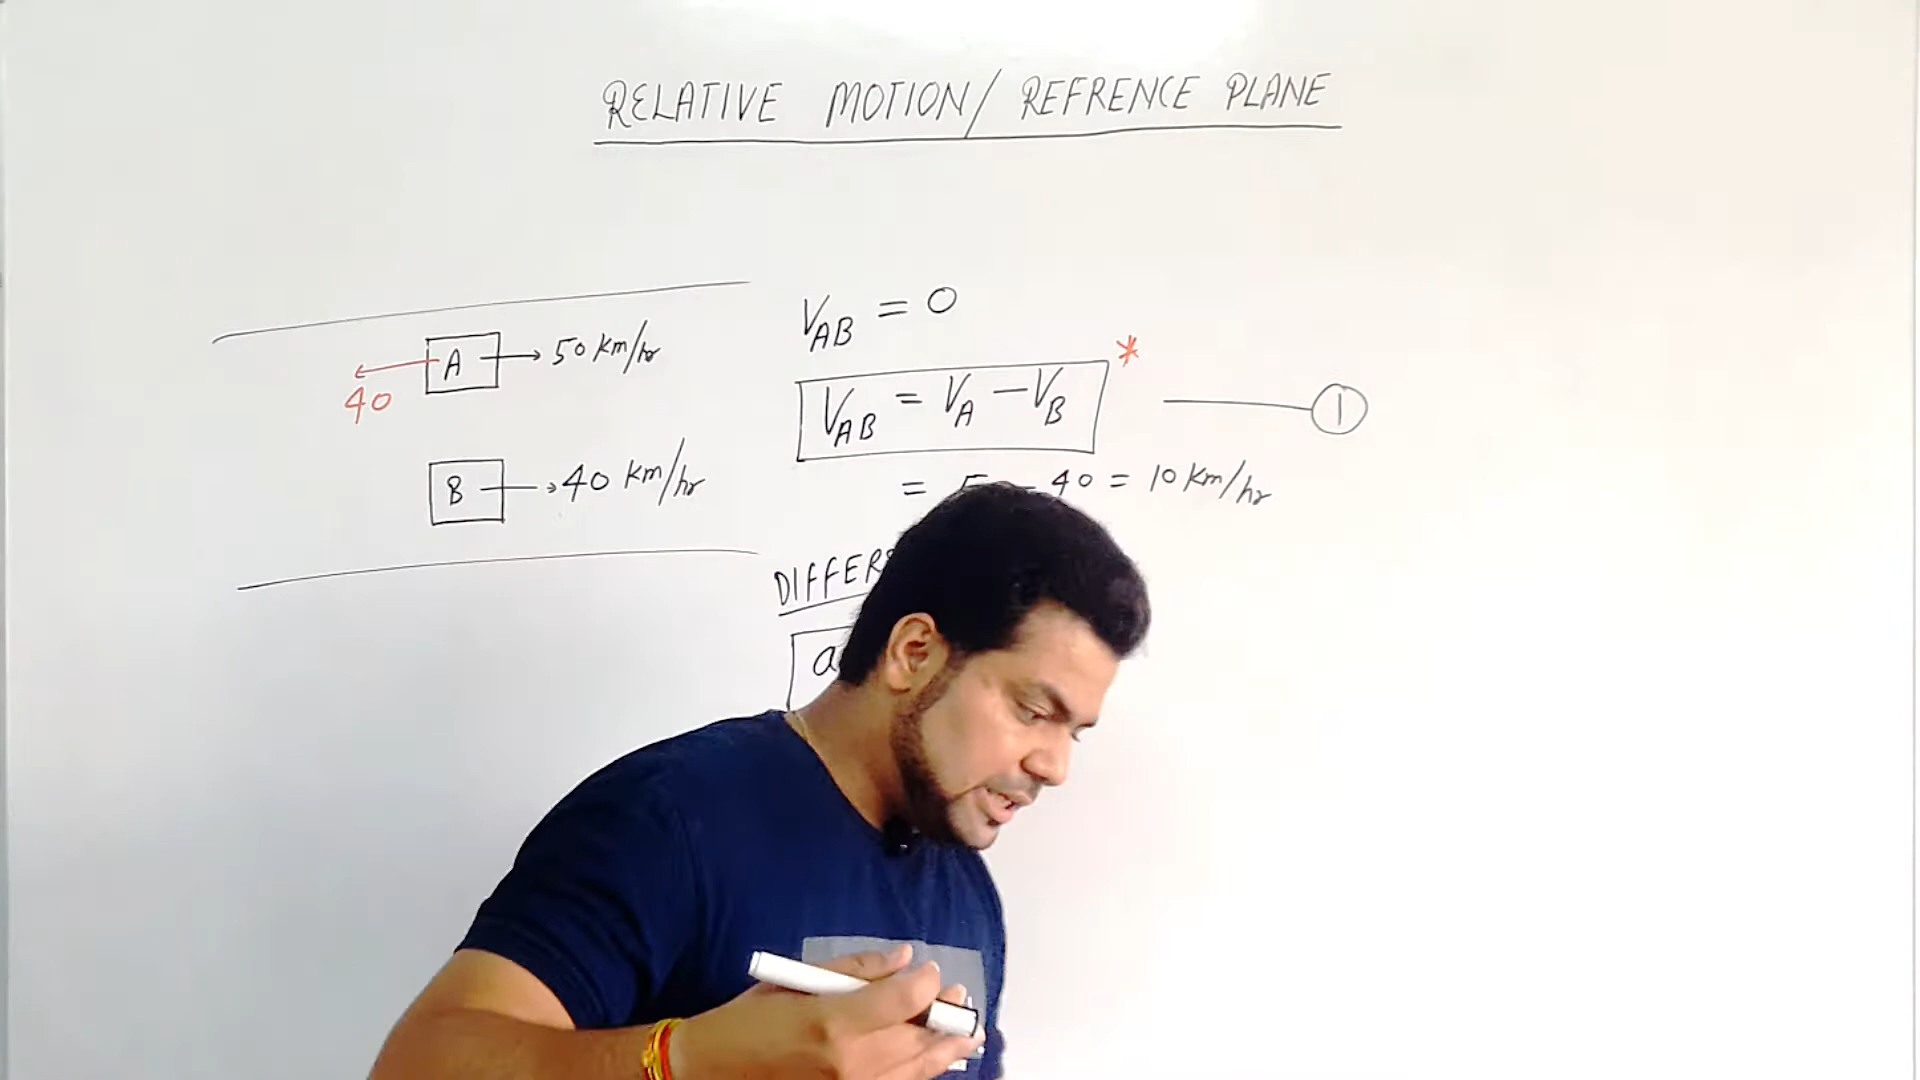 RELATIVE MOTION/ REFRENCE PLANE
V_AB = 0
A → 50 km/hr
← 40
*
V_AB = V_A - V_B
1
B → 40 km/hr
= - 40 = 10 km/hr